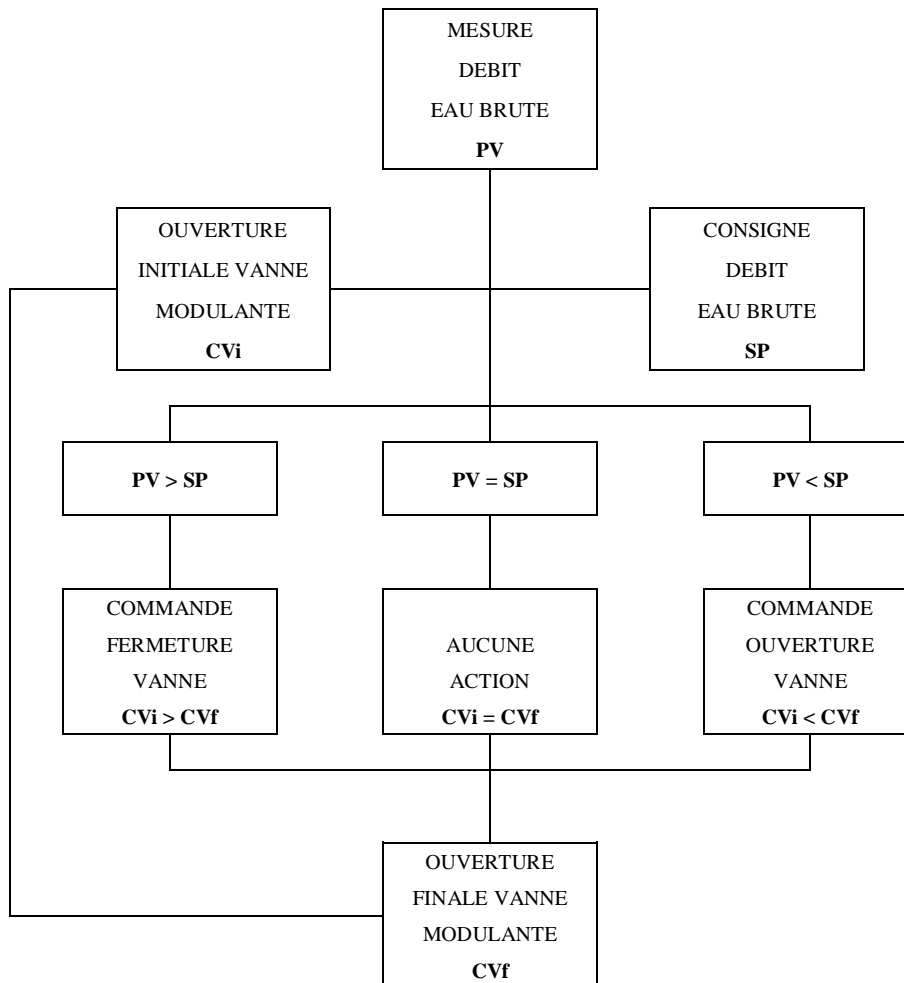 MESURE
DEBIT
EAU BRUTE
PV
OUVERTURE
INITIALE VANNE
MODULANTE
CVi
CONSIGNE
DEBIT
EAU BRUTE
SP
PV > SP
PV = SP
PV < SP
COMMANDE
FERMETURE
VANNE
CVi > CVf
AUCUNE
ACTION
CVi = CVf
COMMANDE
OUVERTURE
VANNE
CVi < CVf
OUVERTURE
FINALE VANNE
MODULANTE
CVf